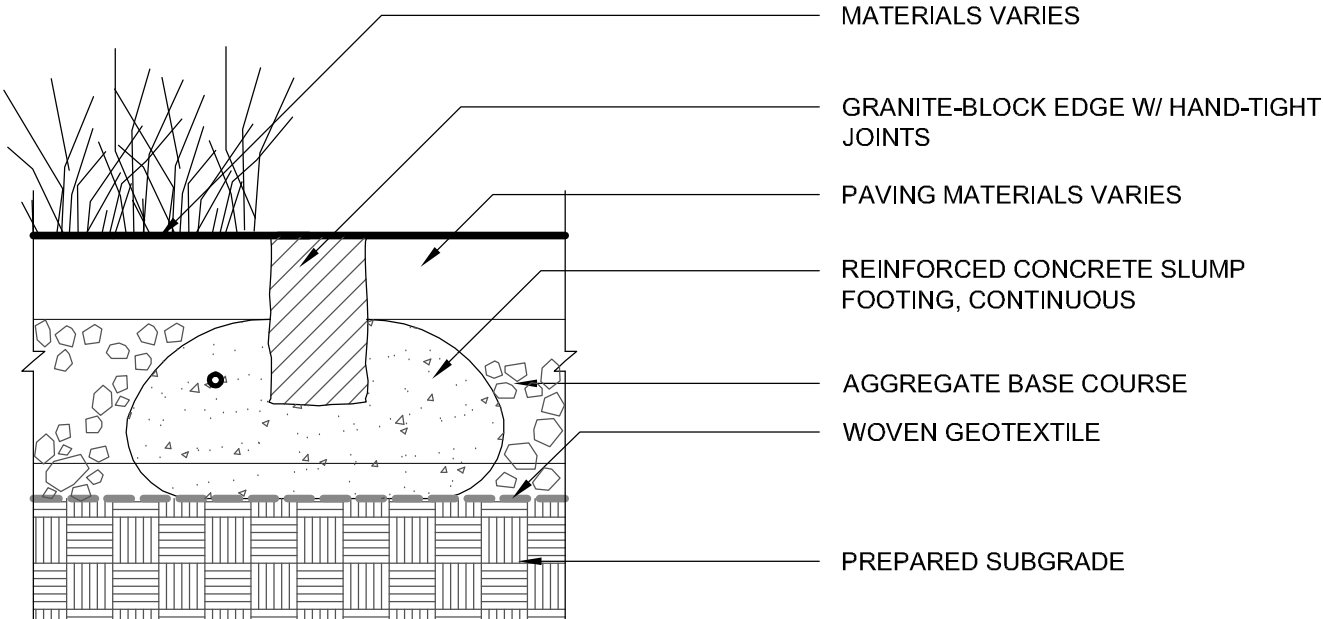 MATERIALS VARIES
GRANITE-BLOCK EDGE W/ HAND-TIGHT
JOINTS
PAVING MATERIALS VARIES
REINFORCED CONCRETE SLUMP
FOOTING, CONTINUOUS
AGGREGATE BASE COURSE
WOVEN GEOTEXTILE
PREPARED SUBGRADE